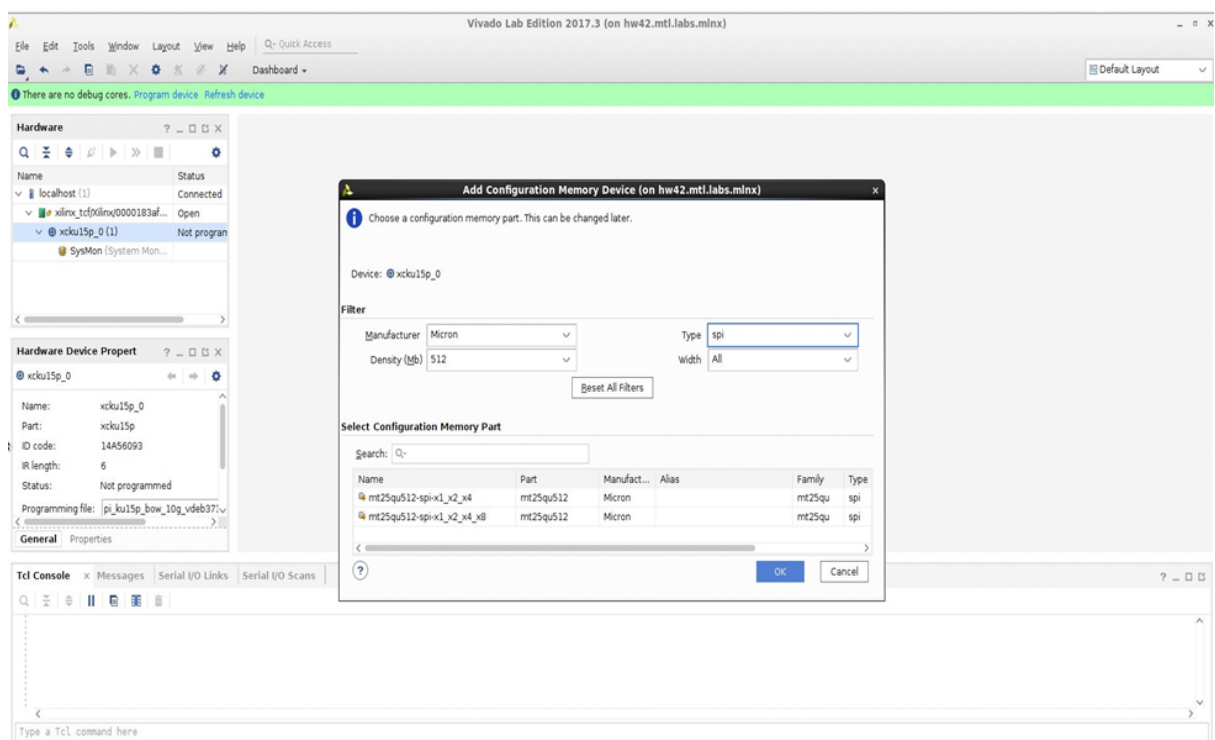 Vivado Lab Edition 2017.3 (on hw42.mtl.labs.mlnx)
File Edit Tools Window Layout View Help Q- Quick Access
Dashboard
Default Layout
There are no debug cores. Program device Refresh device
Hardware
Name Status
localhost (1) Connected
xilinx_tcf/Xilinx/0000183af... Open
xcku15p_0 (1) Not program
SysMon (System Mon...
Hardware Device Propert
xcku15p_0
Name: xcku15p_0
Part: xcku15p
ID code: 14A56093
IR length: 6
Status: Not programmed
Programming file: pi_ku15p_bow_10g_vdeb37
General Properties
Add Configuration Memory Device (on hw42.mtl.labs.mlnx)
Choose a configuration memory part. This can be changed later.
Device: xcku15p_0
Filter
Manufacturer Micron Type spi
Density (Mb) 512 Width All
Reset All Filters
Select Configuration Memory Part
Search: Q-
Name Part Manufact... Alias Family Type
mt25qu512-spi-x1_x2_x4 mt25qu512 Micron mt25qu spi
mt25qu512-spi-x1_x2_x4_x8 mt25qu512 Micron mt25qu spi
? OK Cancel
Tcl Console x Messages Serial I/O Links Serial I/O Scans
Type a Tcl command here